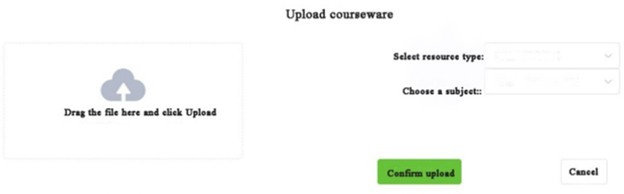 Upload courseware
Select resource type:
Choose a subject::
Drag the file here and click Upload
Confirm upload
Cancel